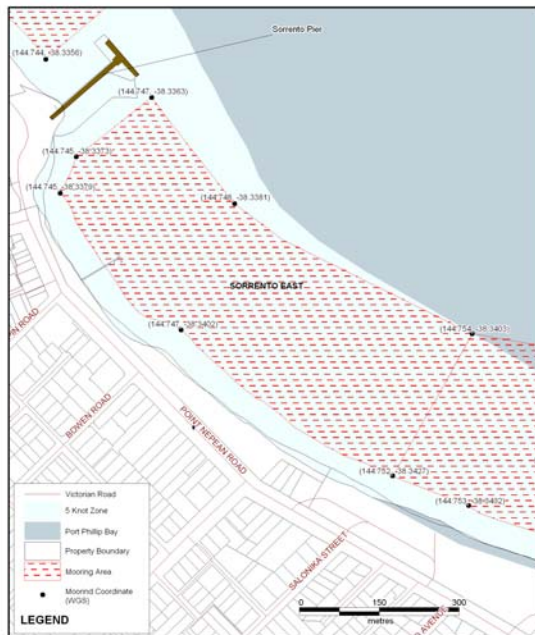 (144.744, -38.3356)
Sorrento Pier
(144.747, -38.3363)
(144.745, -38.3373)
(144.745, -38.3379)
(144.748, -38.3381)
SORRENTO EAST
(144.747, -38.3402)
(144.754, -38.3403)
BOWEN ROAD
POINT NEPEAN ROAD
(144.752, -38.3427)
(144.753, -38.3432)
SALONIKA STREET
AVENUE
Victorian Road
5 Knot Zone
Port Phillip Bay
Property Boundary
Mooring Area
Moorind Coordinate
(WGS)
LEGEND
0 150 300
metres